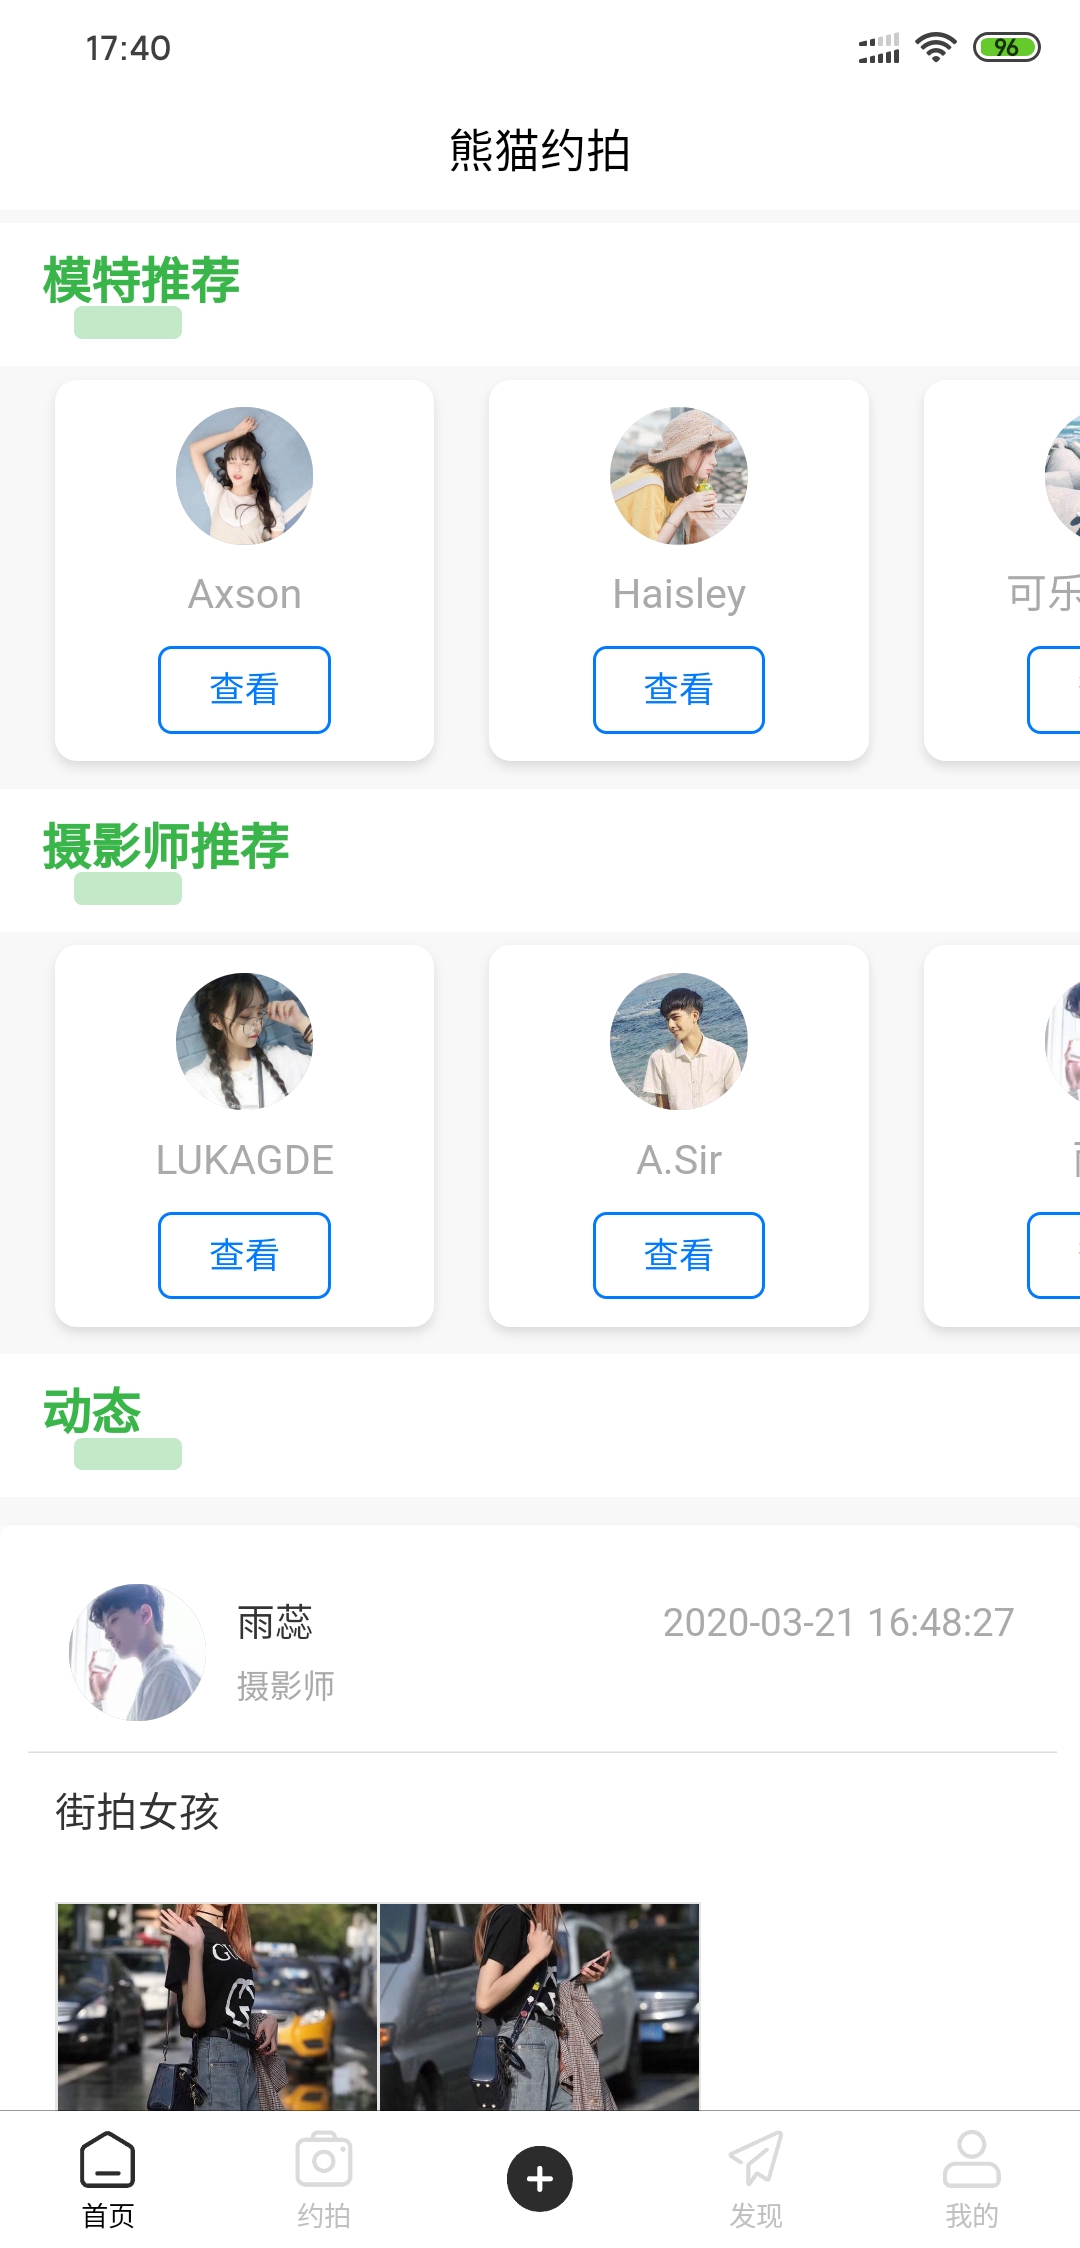 17:40
96
熊猫约拍
模特推荐
Axson
Haisley
可乐
查看
查看
摄影师推荐
LUKAGDE
A.Sir
查看
查看
动态
雨蕊
2020-03-21 16:48:27
摄影师
街拍女孩
首页
约拍
发现
我的